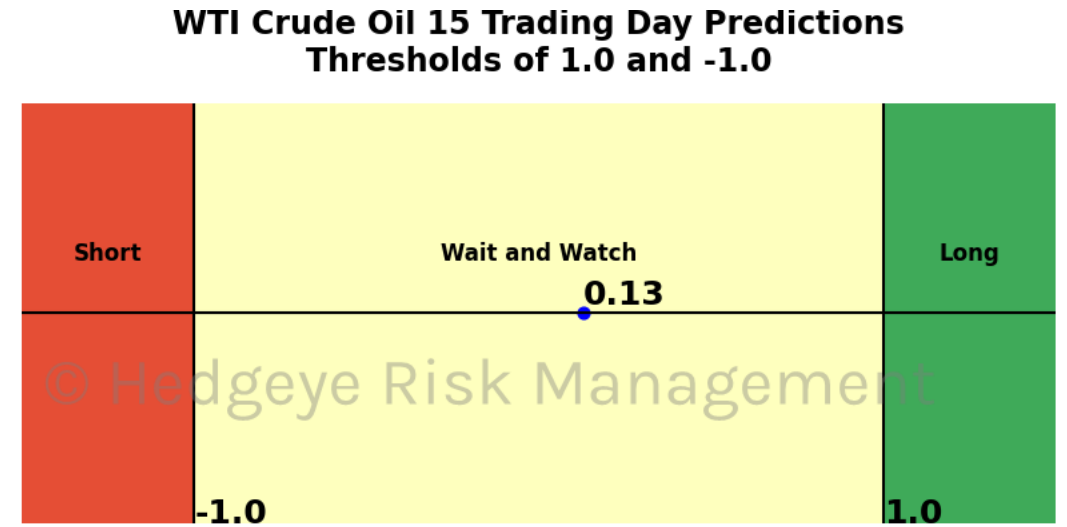 WTI Crude Oil 15 Trading Day Predictions
Thresholds of 1.0 and -1.0
Short
Wait and Watch
Long
0.13
© Hedgeye Risk Management
-1.0
1.0